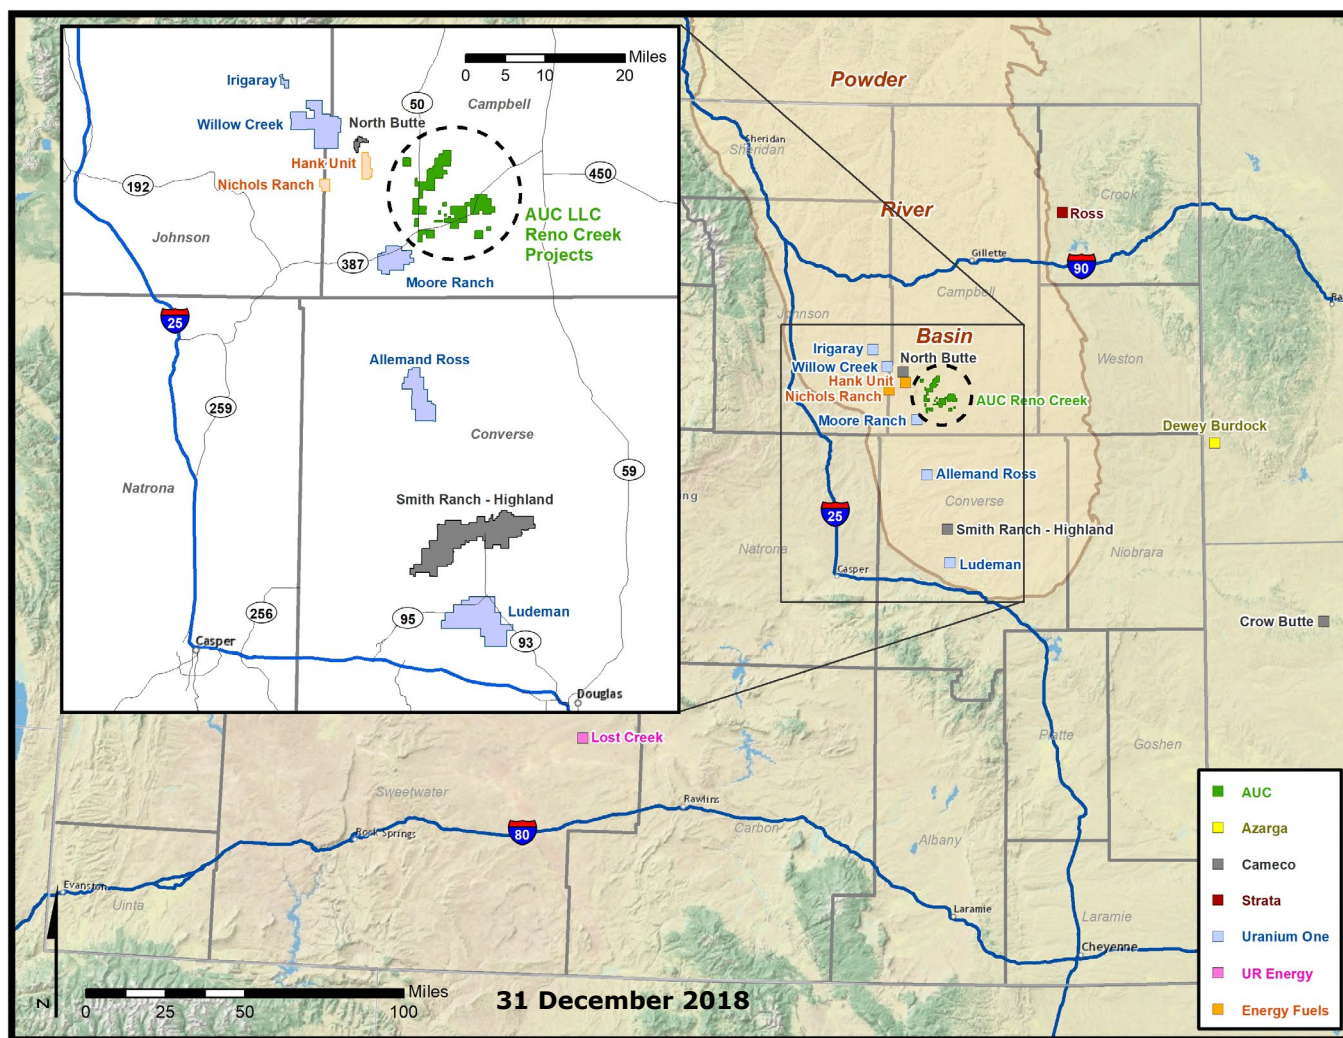 Miles
0 5 10 20
Irigaray
Willow Creek
North Butte
Hank Unit
Nichols Ranch
50
Campbell
192
450
Johnson
AUC LLC
Reno Creek
Projects
387
Moore Ranch
25
Allemand Ross
259
Converse
59
Natrona
Smith Ranch - Highland
256
95
Ludeman
93
Casper
Douglas
Powder
Sheridan
Sheridan
Crook
River
Ross
Gillette
90
Campbell
Johnson
Basin
Irigaray
North Butte
Weston
Willow Creek
Hank Unit
Nichols Ranch
AUC Reno Creek
Moore Ranch
Dewey Burdock
Allemand Ross
ng
Converse
25
Smith Ranch - Highland
Natrona
Niobrara
Ludeman
Casper
Crow Butte
Lost Creek
Platte
Goshen
Sweetwater
Rawlins
Rock Springs
80
Carbon
Albany
Evanston
Uinta
Laramie
Laramie
Cheyenne
N
Miles
0 25 50 100
31 December 2018
AUC
Azarga
Cameco
Strata
Uranium One
UR Energy
Energy Fuels